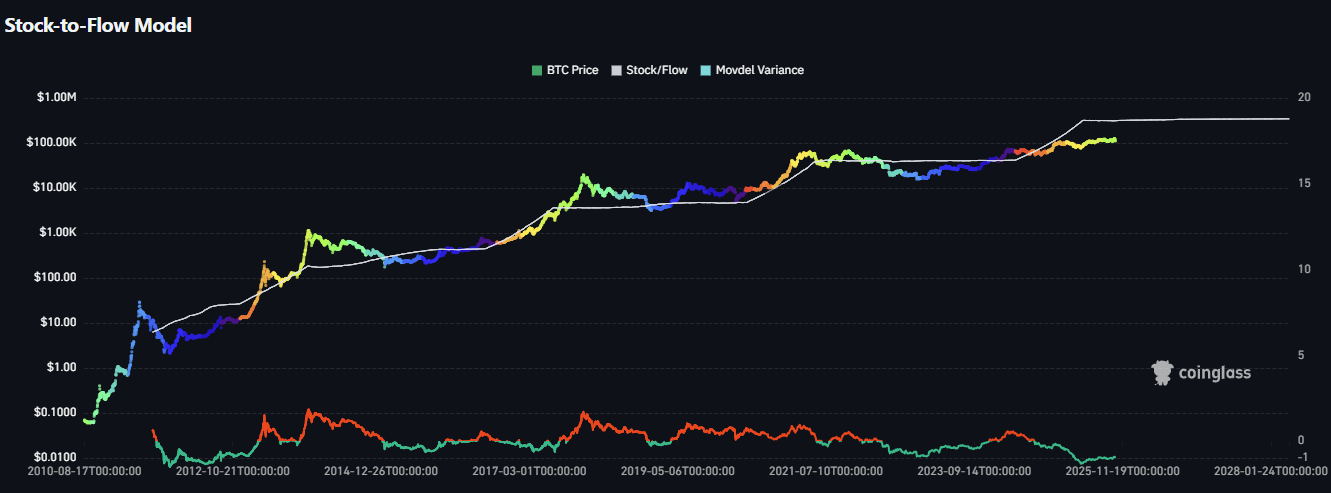 Stock-to-Flow Model
BTC Price Stock/Flow Movdel Variance
$1.00M
$100.00K
$10.00K
$1.00K
$100.00
$10.00
$1.00
$0.1000
$0.0100
20
15
10
5
0
-1
coinglass
2010-08-17T00:00:00 2012-10-21T00:00:00 2014-12-26T00:00:00 2017-03-01T00:00:00 2019-05-06T00:00:00 2021-07-10T00:00:00 2023-09-14T00:00:00 2025-11-19T00:00:00 2028-01-24T00:00:00